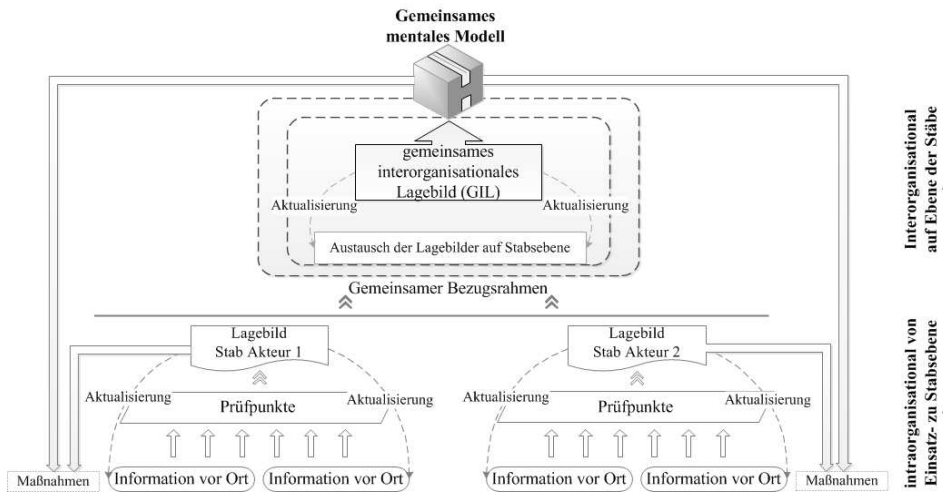 Gemeinsames
mentales Modell
gemeinsames
interorganisationales
Lagebild (GIL)
Aktualisierung
Aktualisierung
Austausch der Lagebilder auf Stabsebene
Gemeinsamer Bezugsrahmen
Interorganisational
auf Ebene der Stäbe
Lagebild
Stab Akteur 1
Aktualisierung
Aktualisierung
Prüfpunkte
Information vor Ort
Information vor Ort
Maßnahmen
Lagebild
Stab Akteur 2
Aktualisierung
Aktualisierung
Prüfpunkte
Information vor Ort
Information vor Ort
Maßnahmen
intraorganisational von
Einsatz- zu Stabsebene